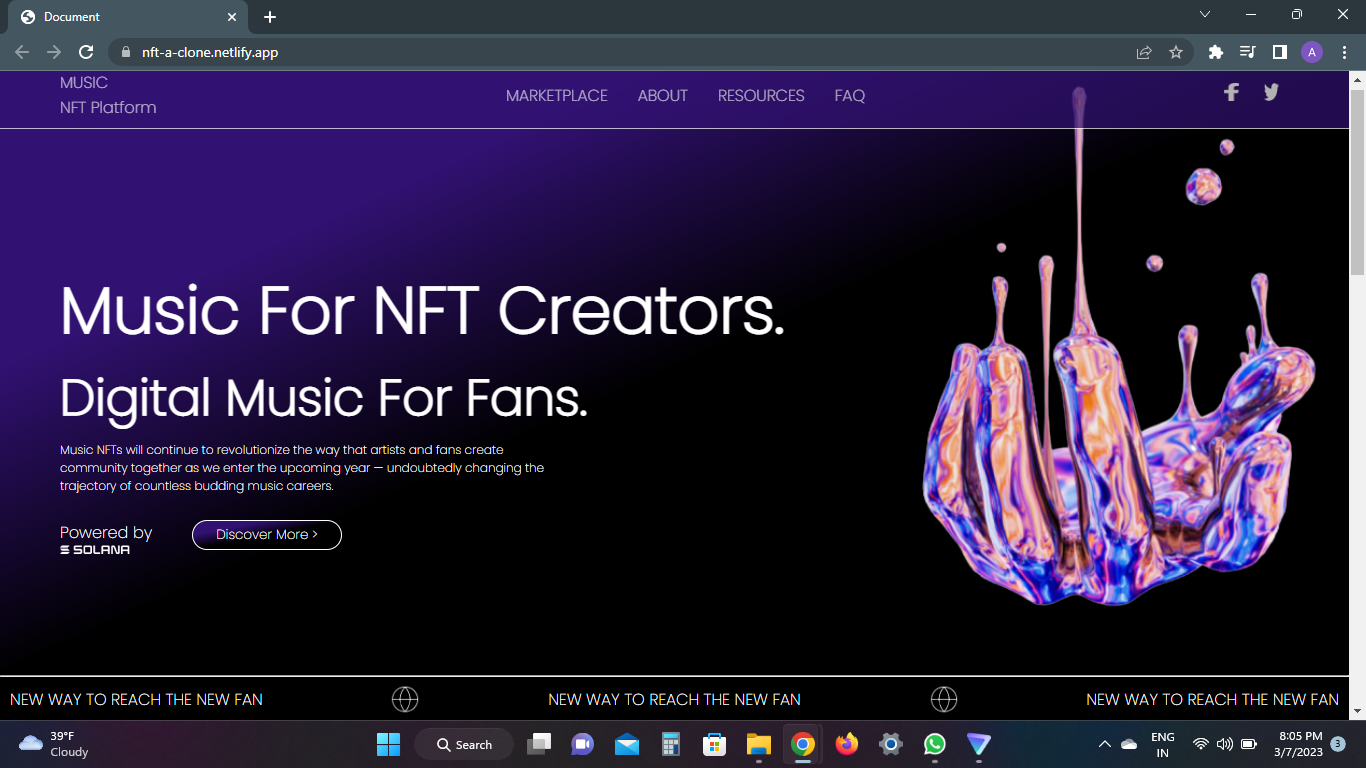 Document
nft-a-clone.netlify.app
A
MUSIC
NFT Platform
MARKETPLACE ABOUT RESOURCES FAQ
Music For NFT Creators.
Digital Music For Fans.
Music NFTs will continue to revolutionize the way that artists and fans create
community together as we enter the upcoming year — undoubtedly changing the
trajectory of countless budding music careers.
Powered by
SOLANA
Discover More >
NEW WAY TO REACH THE NEW FAN NEW WAY TO REACH THE NEW FAN NEW WAY TO REACH THE NEW FAN
39°F
Cloudy
Search
ENG
IN
8:05 PM
3/7/2023
3